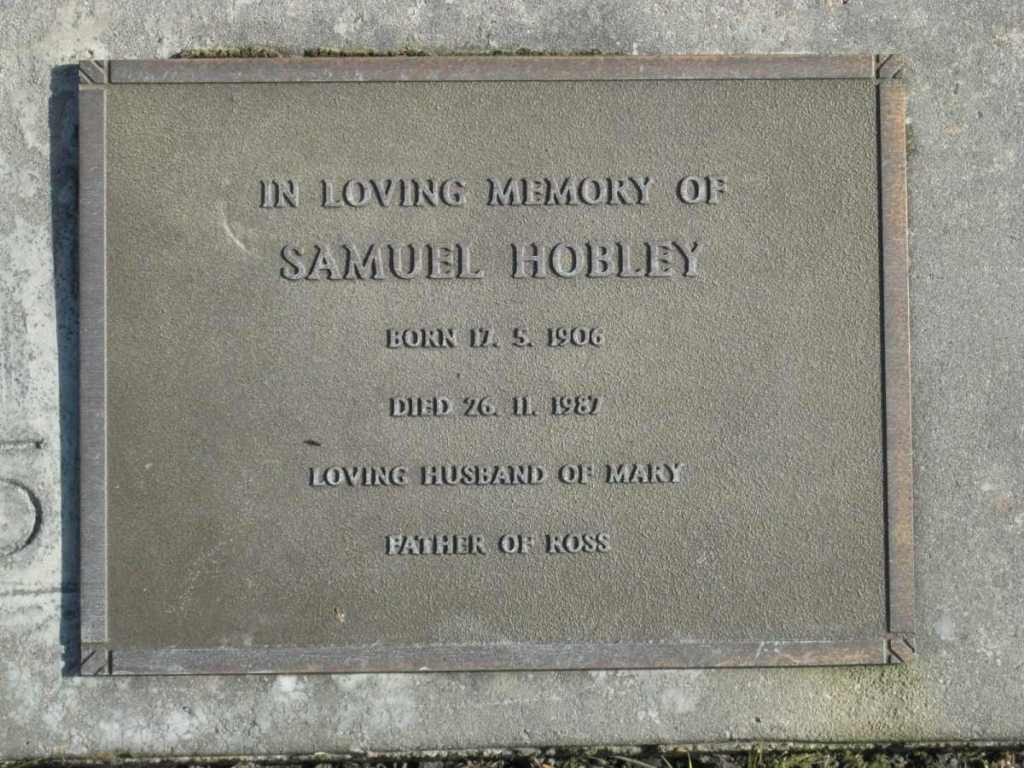 IN LOVING MEMORY OF
SAMUEL HOBLEY
BORN 17. 5. 1906
DIED 26. 11. 1987
LOVING HUSBAND OF MARY
FATHER OF ROSS